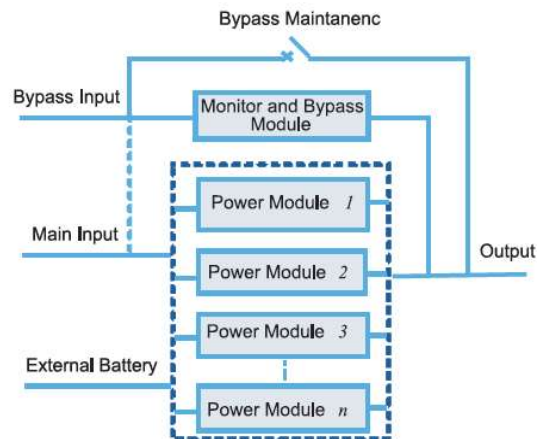 Bypass Maintanenc
Bypass Input
Monitor and Bypass
Module
Power Module 1
Main Input
Output
Power Module 2
Power Module 3
External Battery
Power Module n